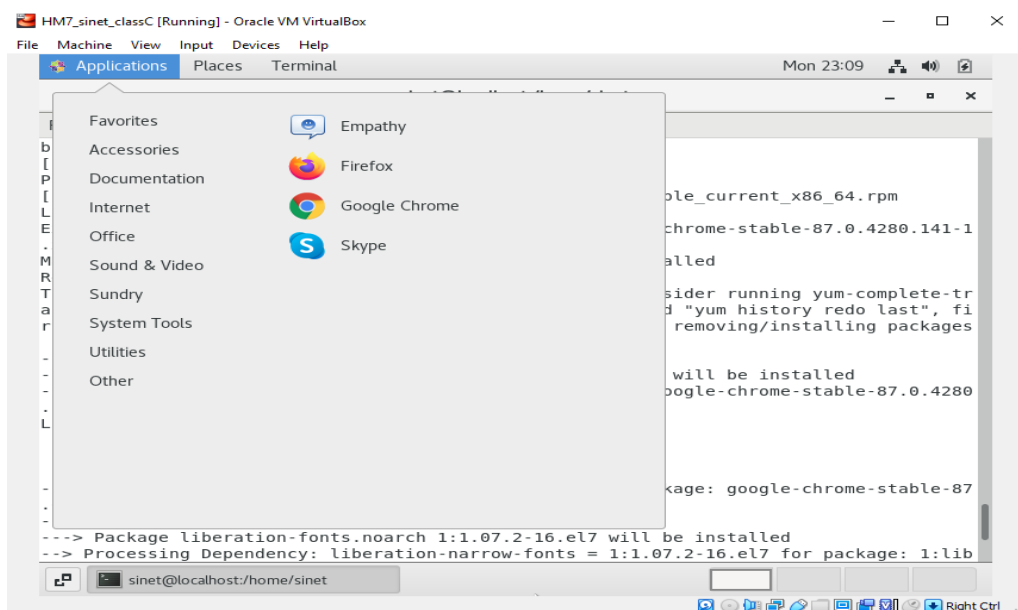 HM7_sinet_classC [Running] - Oracle VM VirtualBox
File Machine View Input Devices Help
Applications Places Terminal Mon 23:09
Favorites
Accessories
Documentation
Internet
Office
Sound & Video
Sundry
System Tools
Utilities
Other
Empathy
Firefox
Google Chrome
Skype
ble_current_x86_64.rpm
chrome-stable-87.0.4280.141-1
alled
sider running yum-complete-tr
d "yum history redo last", fi
removing/installing packages
will be installed
oogle-chrome-stable-87.0.4280
kage: google-chrome-stable-87
---> Package liberation-fonts.noarch 1:1.07.2-16.el7 will be installed
--> Processing Dependency: liberation-narrow-fonts = 1:1.07.2-16.el7 for package: 1:lib
sinet@localhost:/home/sinet
Right Ctrl